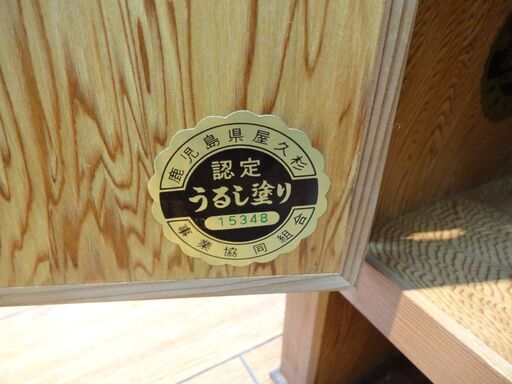 鹿児島県屋久杉
認定
うるし塗り
15348
事業協同組合